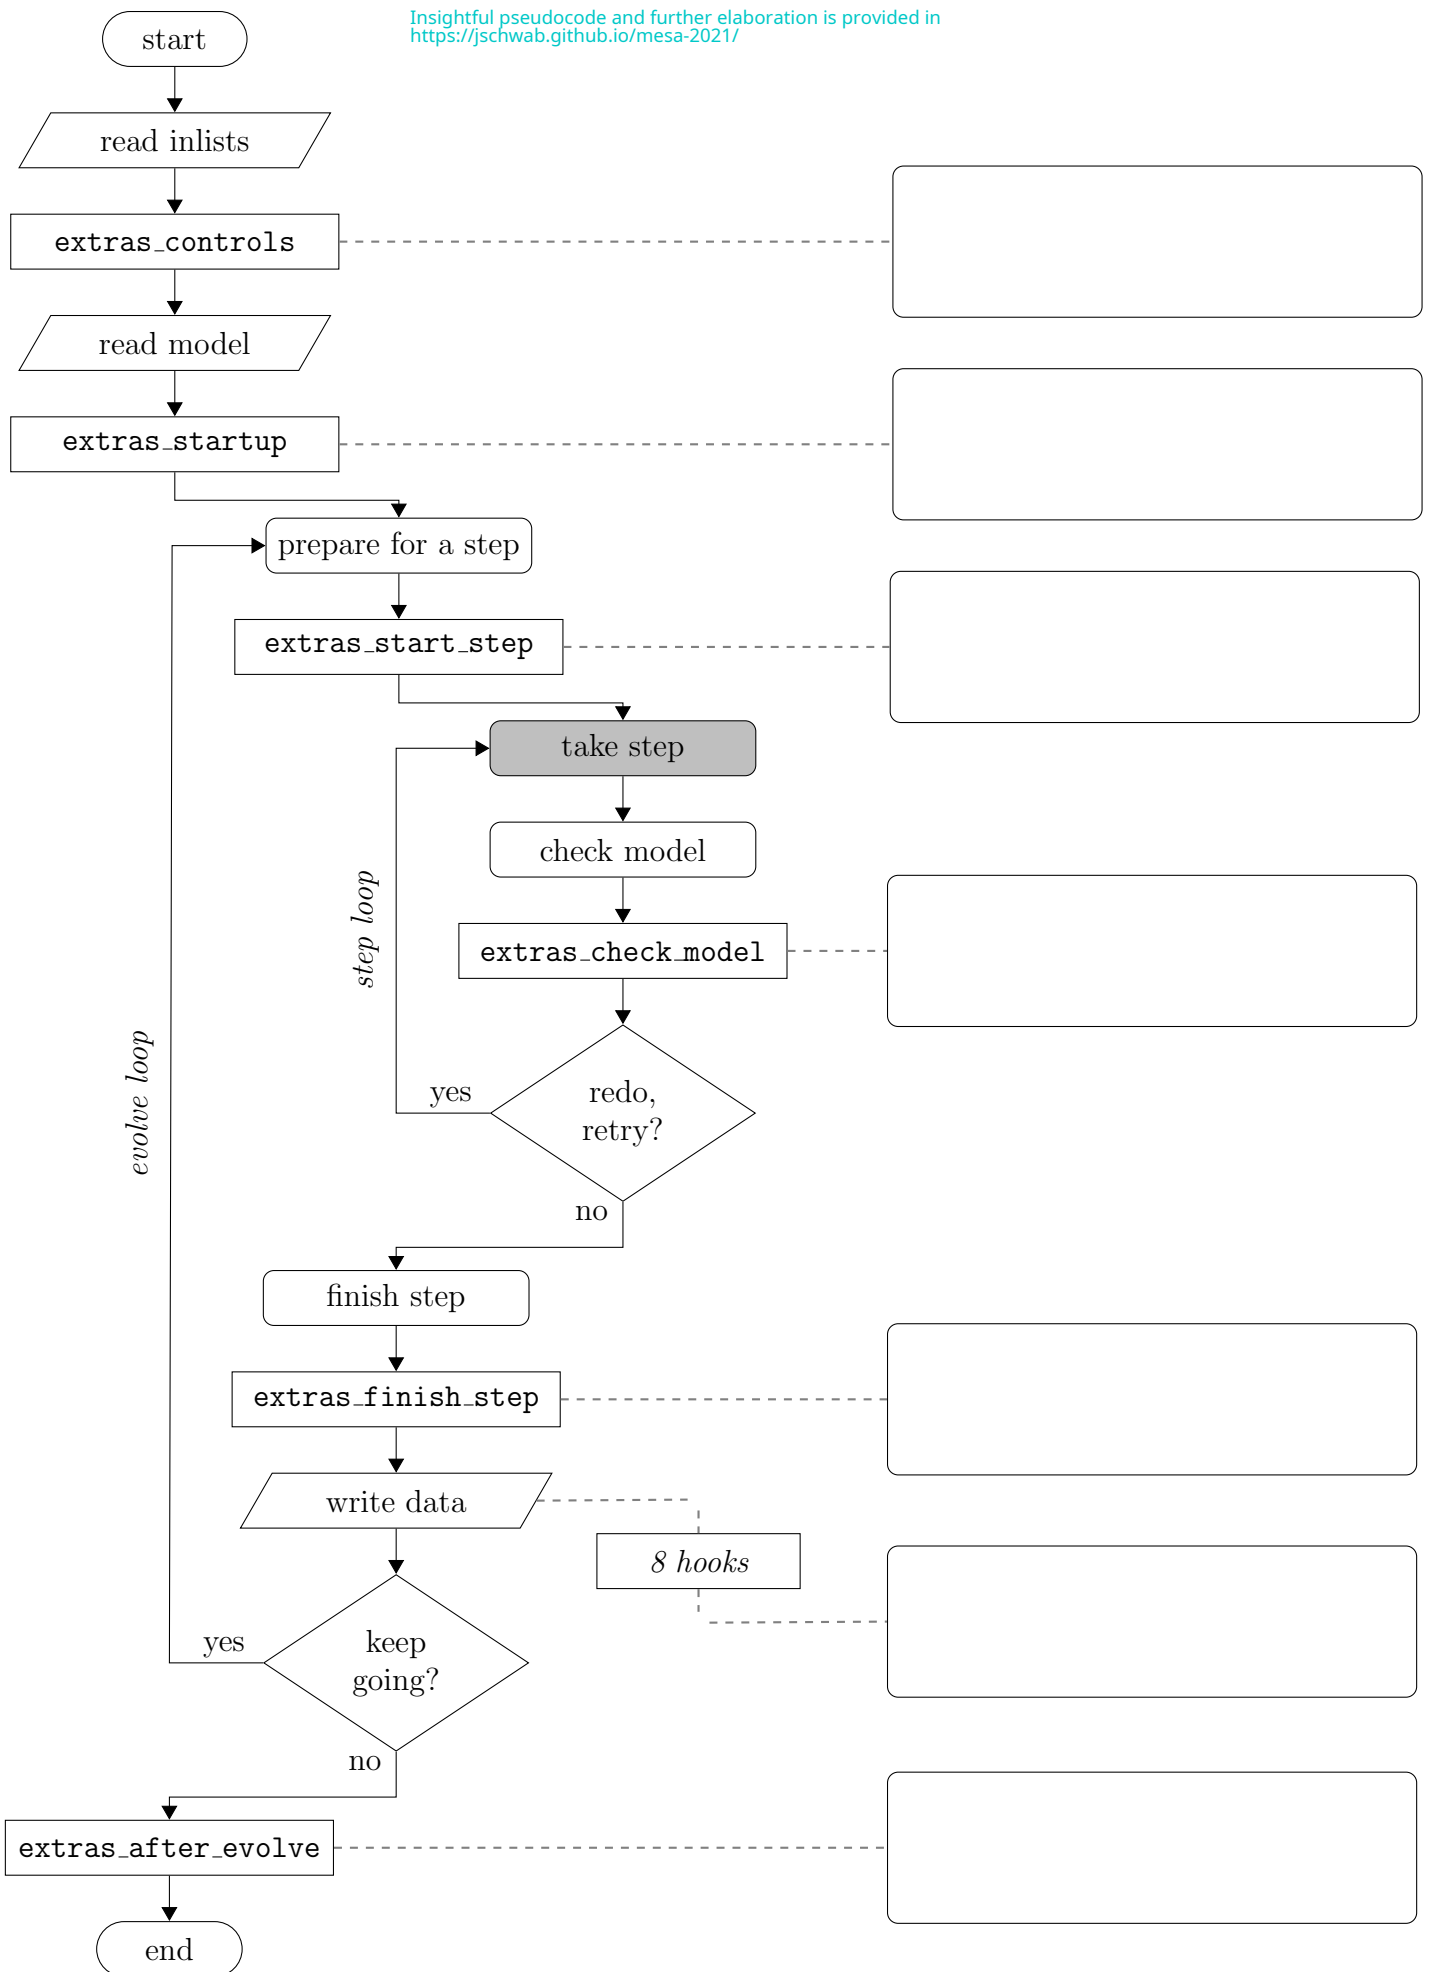 start
Insightful pseudocode and further elaboration is provided in
https://jschwab.github.io/mesa-2021/
read inlists
extras_controls
read model
extras_startup
prepare for a step
extras_start_step
take step
check model
step loop
extras_check_model
evolve loop
yes
redo,
retry?
no
finish step
extras_finish_step
write data
8 hooks
yes
keep
going?
no
extras_after_evolve
end